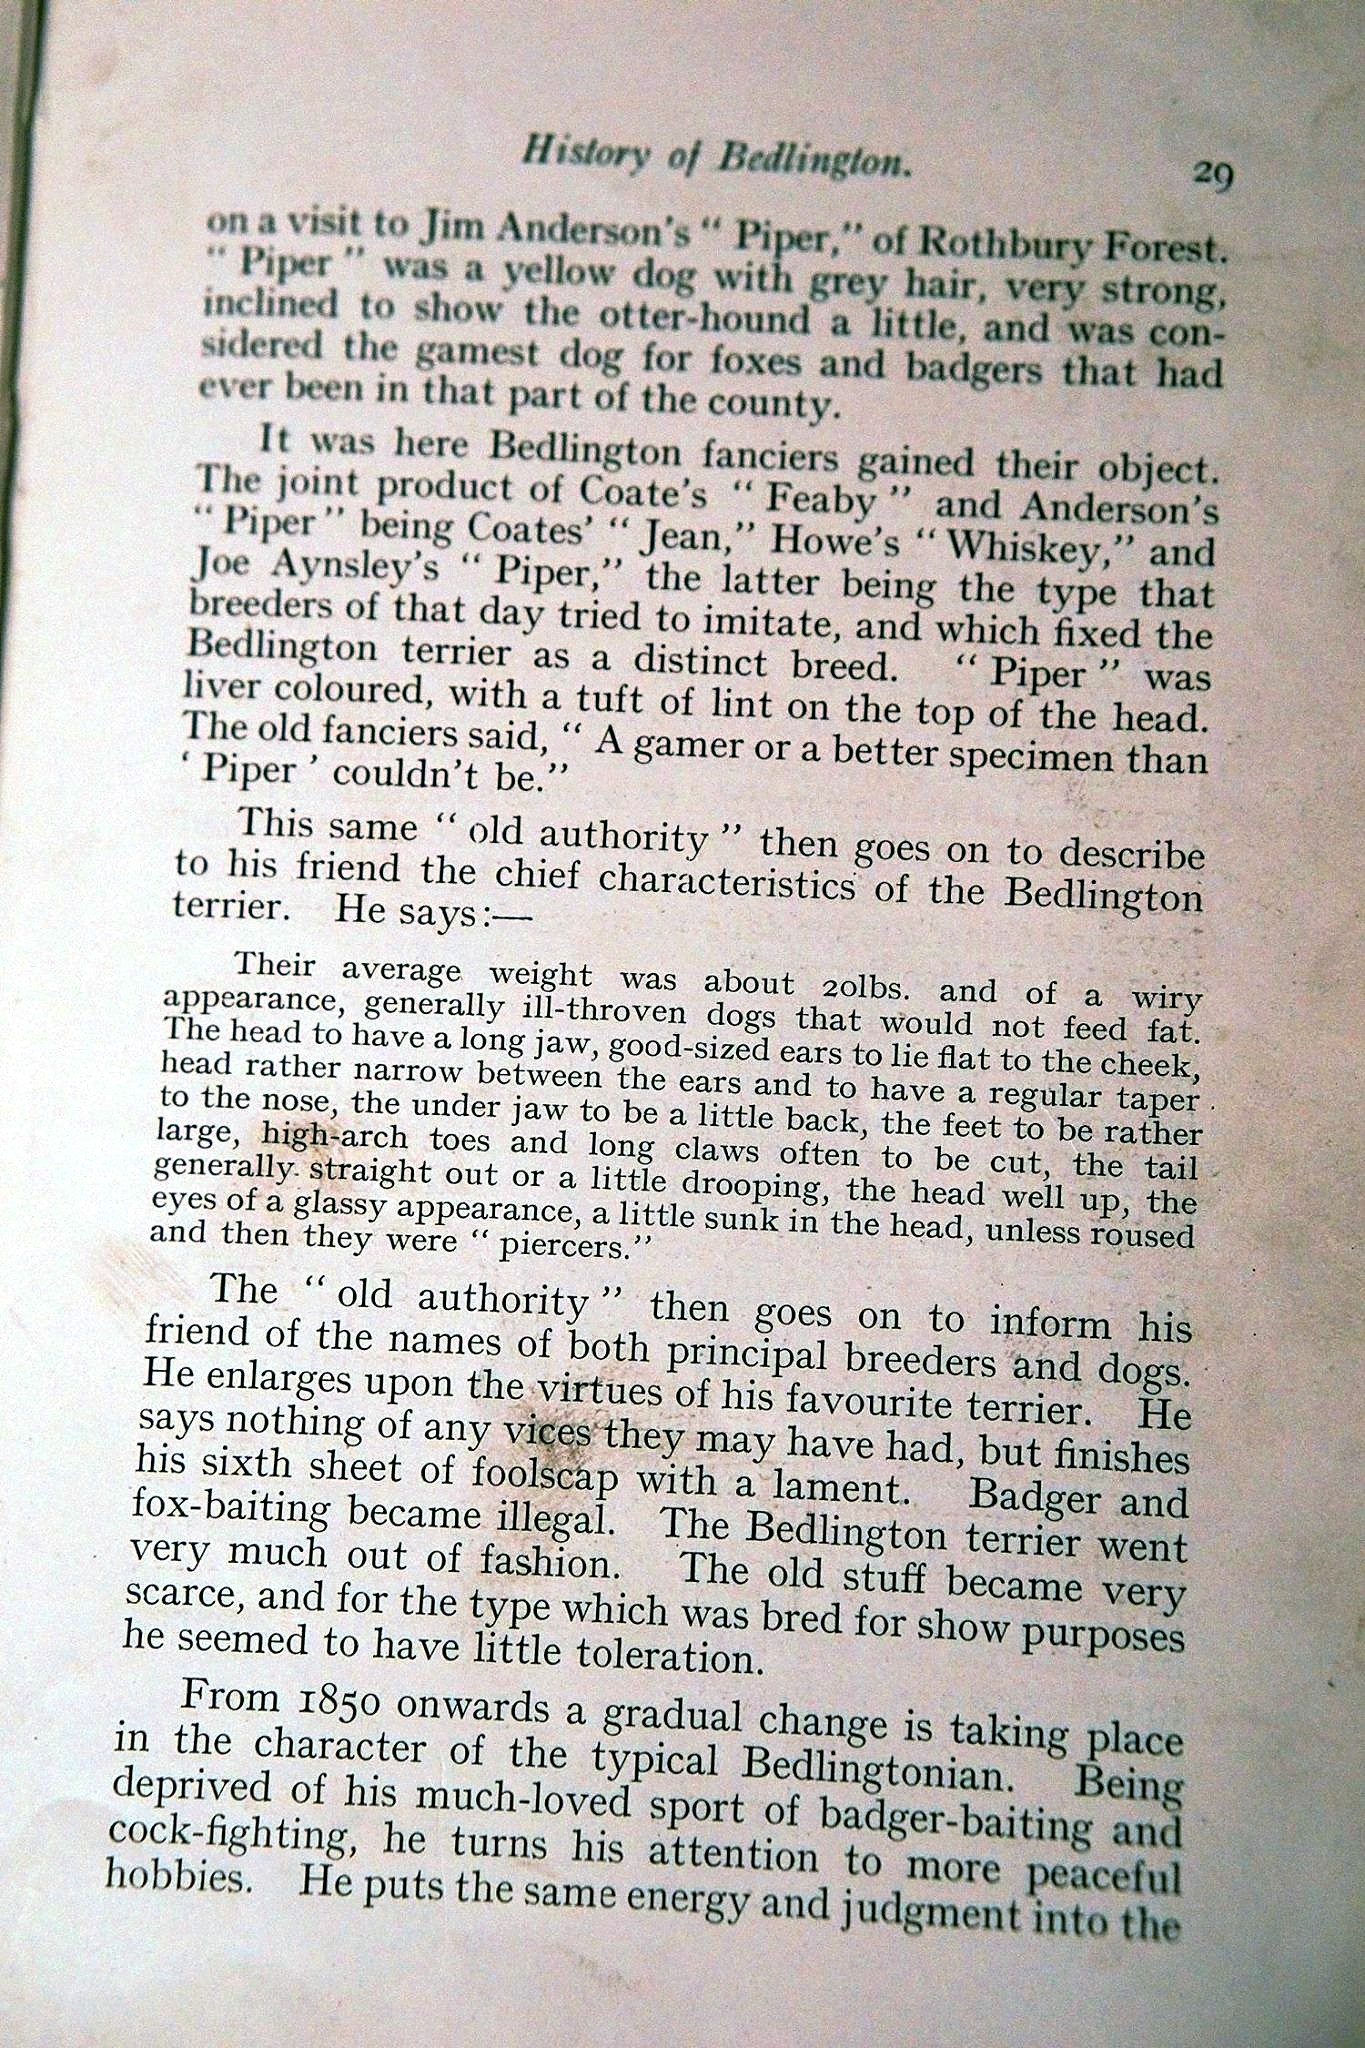 History of Bedlington.
29
on a visit to Jim Anderson's “ Piper,” of Rothbury Forest.
“ Piper ” was a yellow dog with grey hair, very strong,
inclined to show the otter-hound a little, and was con-
sidered the gamest dog for foxes and badgers that had
ever been in that part of the county.
It was here Bedlington fanciers gained their object.
The joint product of Coate's “ Feaby ” and Anderson's
“ Piper ” being Coates' “ Jean,” Howe's “ Whiskey,” and
Joe Aynsley's “ Piper,” the latter being the type that
breeders of that day tried to imitate, and which fixed the
Bedlington terrier as a distinct breed. “ Piper ” was
liver coloured, with a tuft of lint on the top of the head.
The old fanciers said, “ A gamer or a better specimen than
‘ Piper ’ couldn't be.”
This same “ old authority ” then goes on to describe
to his friend the chief characteristics of the Bedlington
terrier. He says:—
Their average weight was about 20lbs. and of a wiry
appearance, generally ill-throven dogs that would not feed fat.
The head to have a long jaw, good-sized ears to lie flat to the cheek,
head rather narrow between the ears and to have a regular taper
to the nose, the under jaw to be a little back, the feet to be rather
large, high-arch toes and long claws often to be cut, the tail
generally straight out or a little drooping, the head well up, the
eyes of a glassy appearance, a little sunk in the head, unless roused
and then they were “ piercers.”
The “ old authority ” then goes on to inform his
friend of the names of both principal breeders and dogs.
He enlarges upon the virtues of his favourite terrier. He
says nothing of any vices they may have had, but finishes
his sixth sheet of foolscap with a lament. Badger and
fox-baiting became illegal. The Bedlington terrier went
very much out of fashion. The old stuff became very
scarce, and for the type which was bred for show purposes
he seemed to have little toleration.
From 1850 onwards a gradual change is taking place
in the character of the typical Bedlingtonian. Being
deprived of his much-loved sport of badger-baiting and
cock-fighting, he turns his attention to more peaceful
hobbies. He puts the same energy and judgment into the